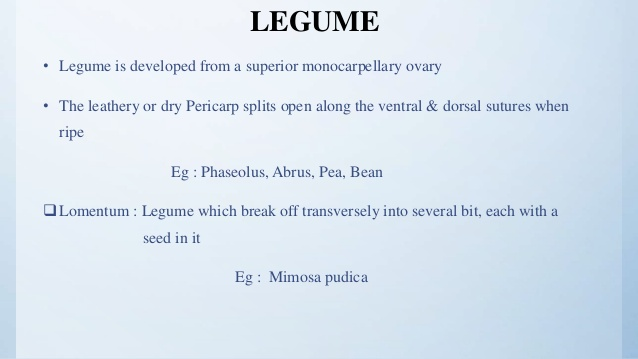 LEGUME
• Legume is developed from a superior monocarpellary ovary
• The leathery or dry Pericarp splits open along the ventral & dorsal sutures when
ripe
Eg : Phaseolus, Abrus, Pea, Bean
❑Lomentum : Legume which break off transversely into several bit, each with a
seed in it
Eg : Mimosa pudica